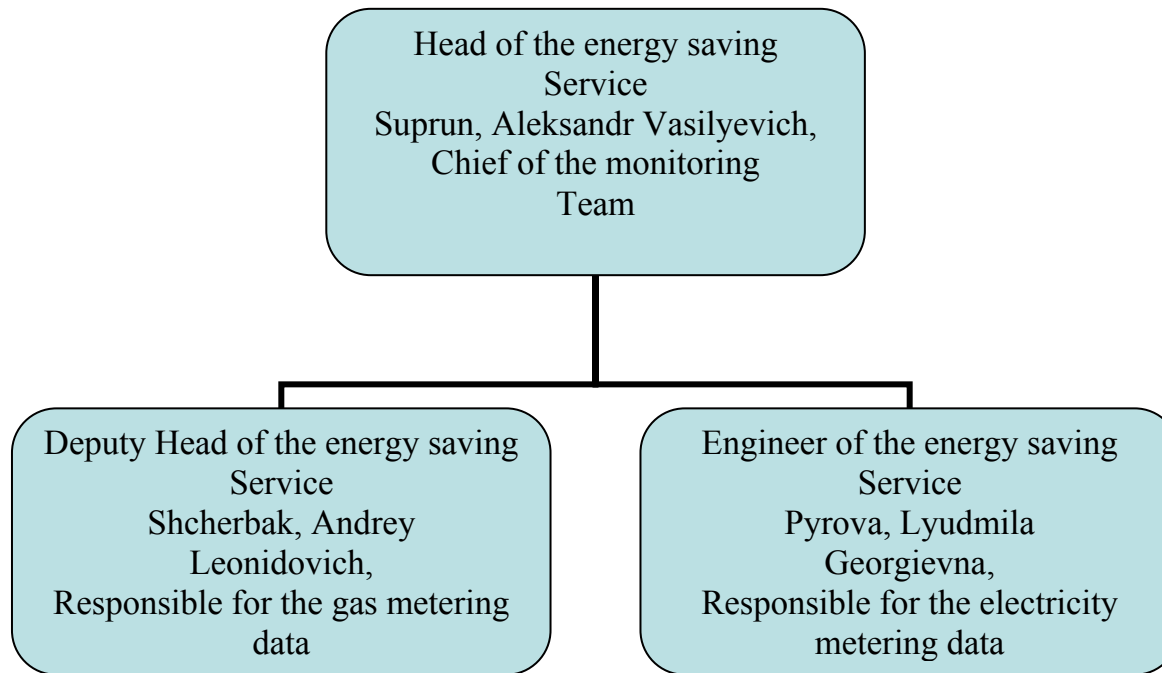 Head of the energy saving
Service
Suprun, Aleksandr Vasilyevich,
Chief of the monitoring
Team
Deputy Head of the energy saving
Service
Shcherbak, Andrey
Leonidovich,
Responsible for the gas metering
data
Engineer of the energy saving
Service
Pyrova, Lyudmila
Georgievna,
Responsible for the electricity
metering data